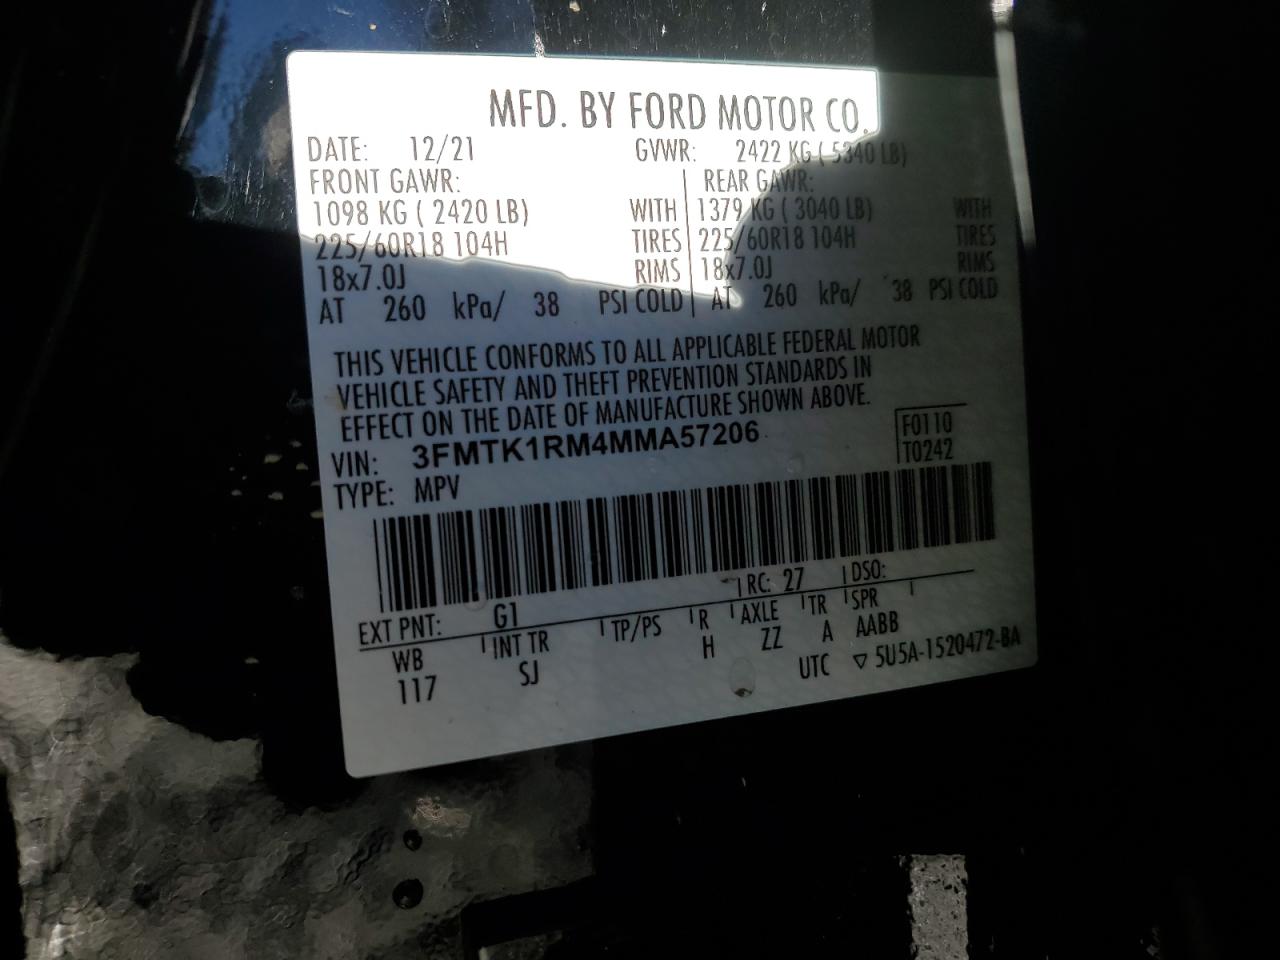 MFD. BY FORD MOTOR CO.
DATE: 12/21 GVWR: 2422 KG ( 5340 LB)
FRONT GAWR: REAR GAWR:
1098 KG ( 2420 LB) WITH 1379 KG ( 3040 LB) WITH
225/60R18 104H TIRES 225/60R18 104H TIRES
18x7.0J RIMS 18x7.0J RIMS
AT 260 kPa/ 38 PSI COLD AT 260 kPa/ 38 PSI COLD
THIS VEHICLE CONFORMS TO ALL APPLICABLE FEDERAL MOTOR
VEHICLE SAFETY AND THEFT PREVENTION STANDARDS IN
EFFECT ON THE DATE OF MANUFACTURE SHOWN ABOVE.
VIN: 3FMTK1RM4MMA57206 F0110
TYPE: MPV T0242
EXT PNT: G1 RC: 27 DSO:
WB INT TR TP/PS R AXLE TR SPR
117 SJ H ZZ A AABB
UTC ▽ 5U5A-1520472-BA